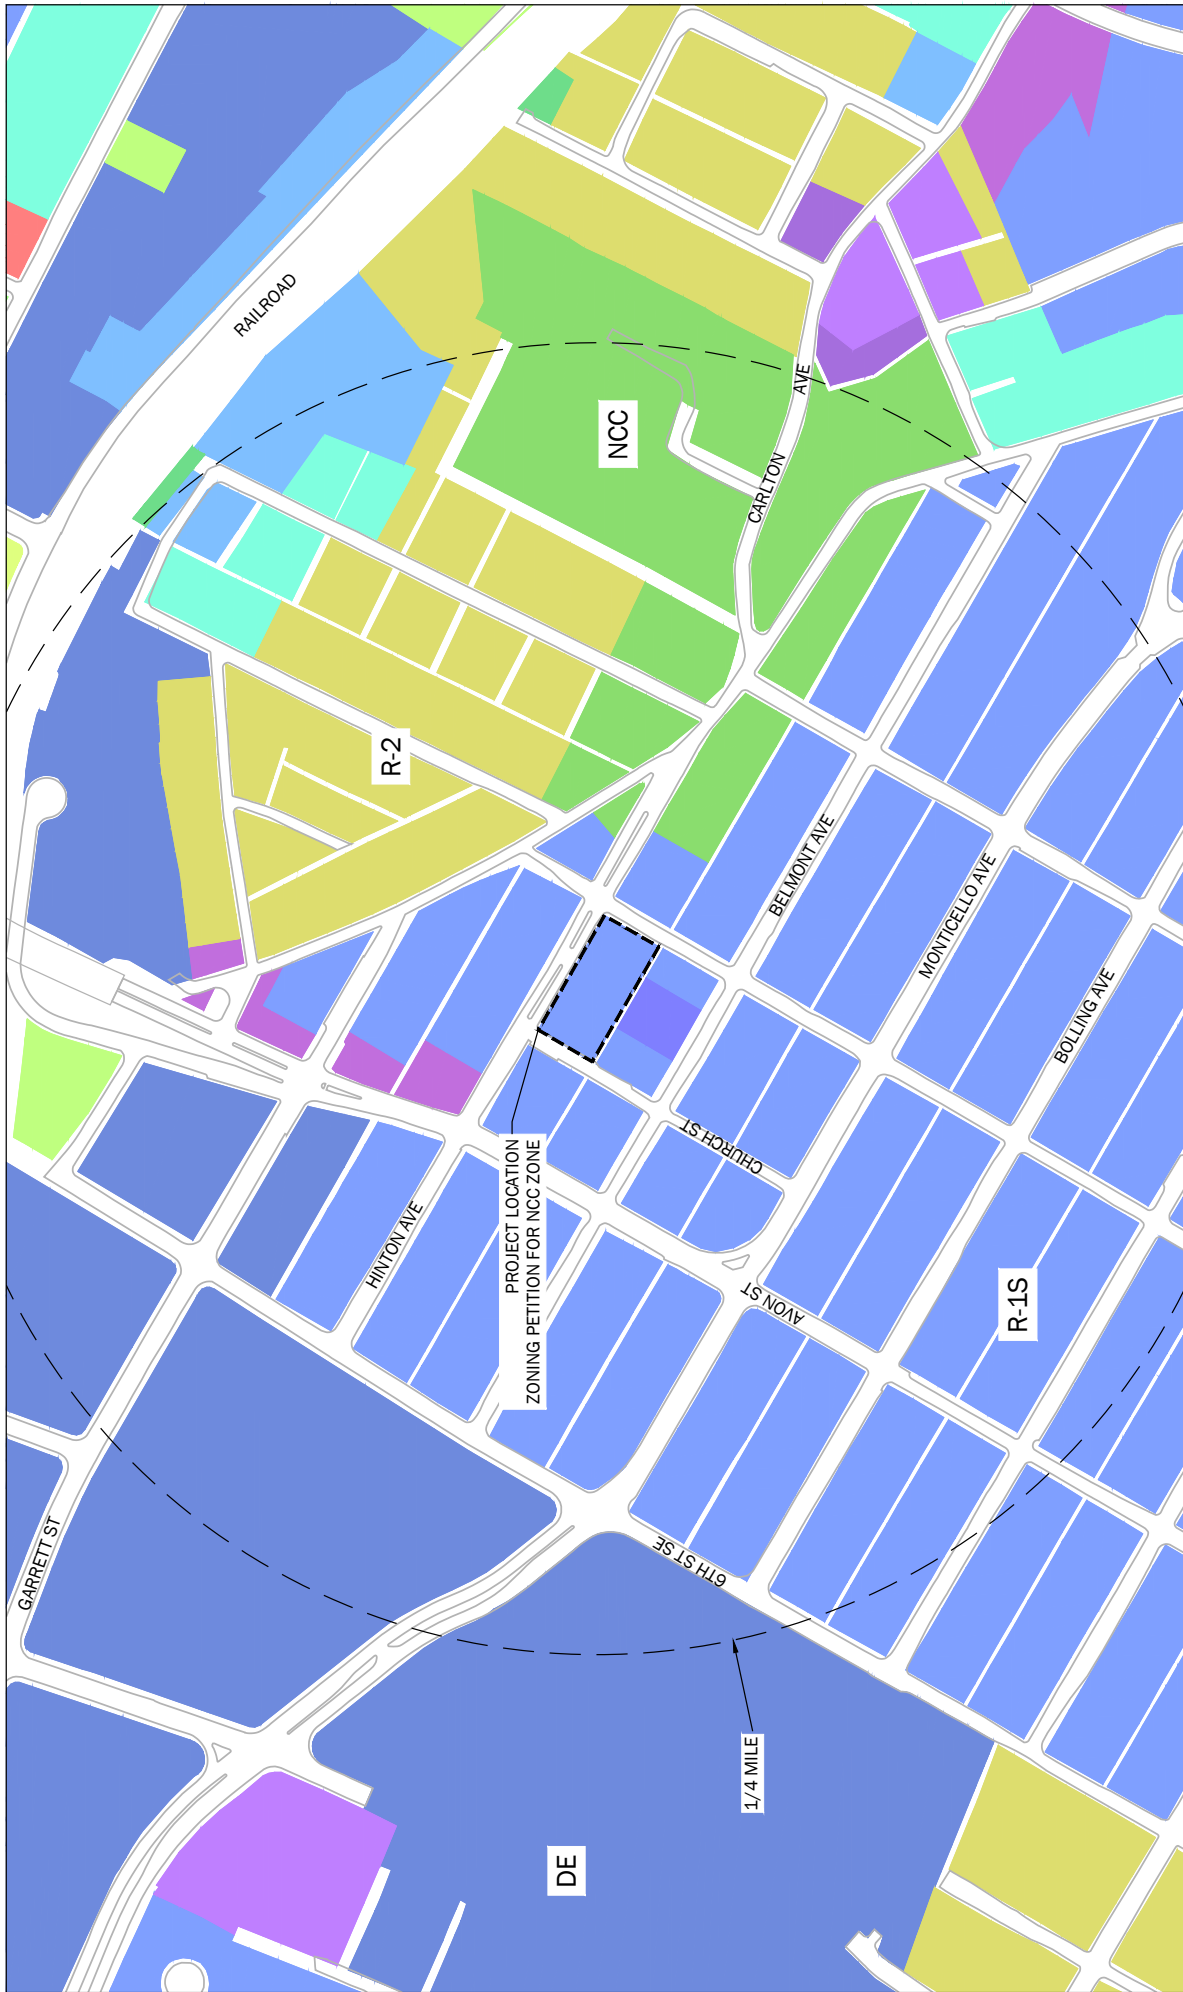 RAILROAD
NCC
CARLTON
AVE
R-2
BELMONT AVE
MONTICELLO AVE
BOLLING AVE
CHURCH ST
PROJECT LOCATION
ZONING PETITION FOR NCC ZONE
HINTON AVE
AVON ST
R-1S
GARRETT ST
6TH ST SE
1/4 MILE
DE